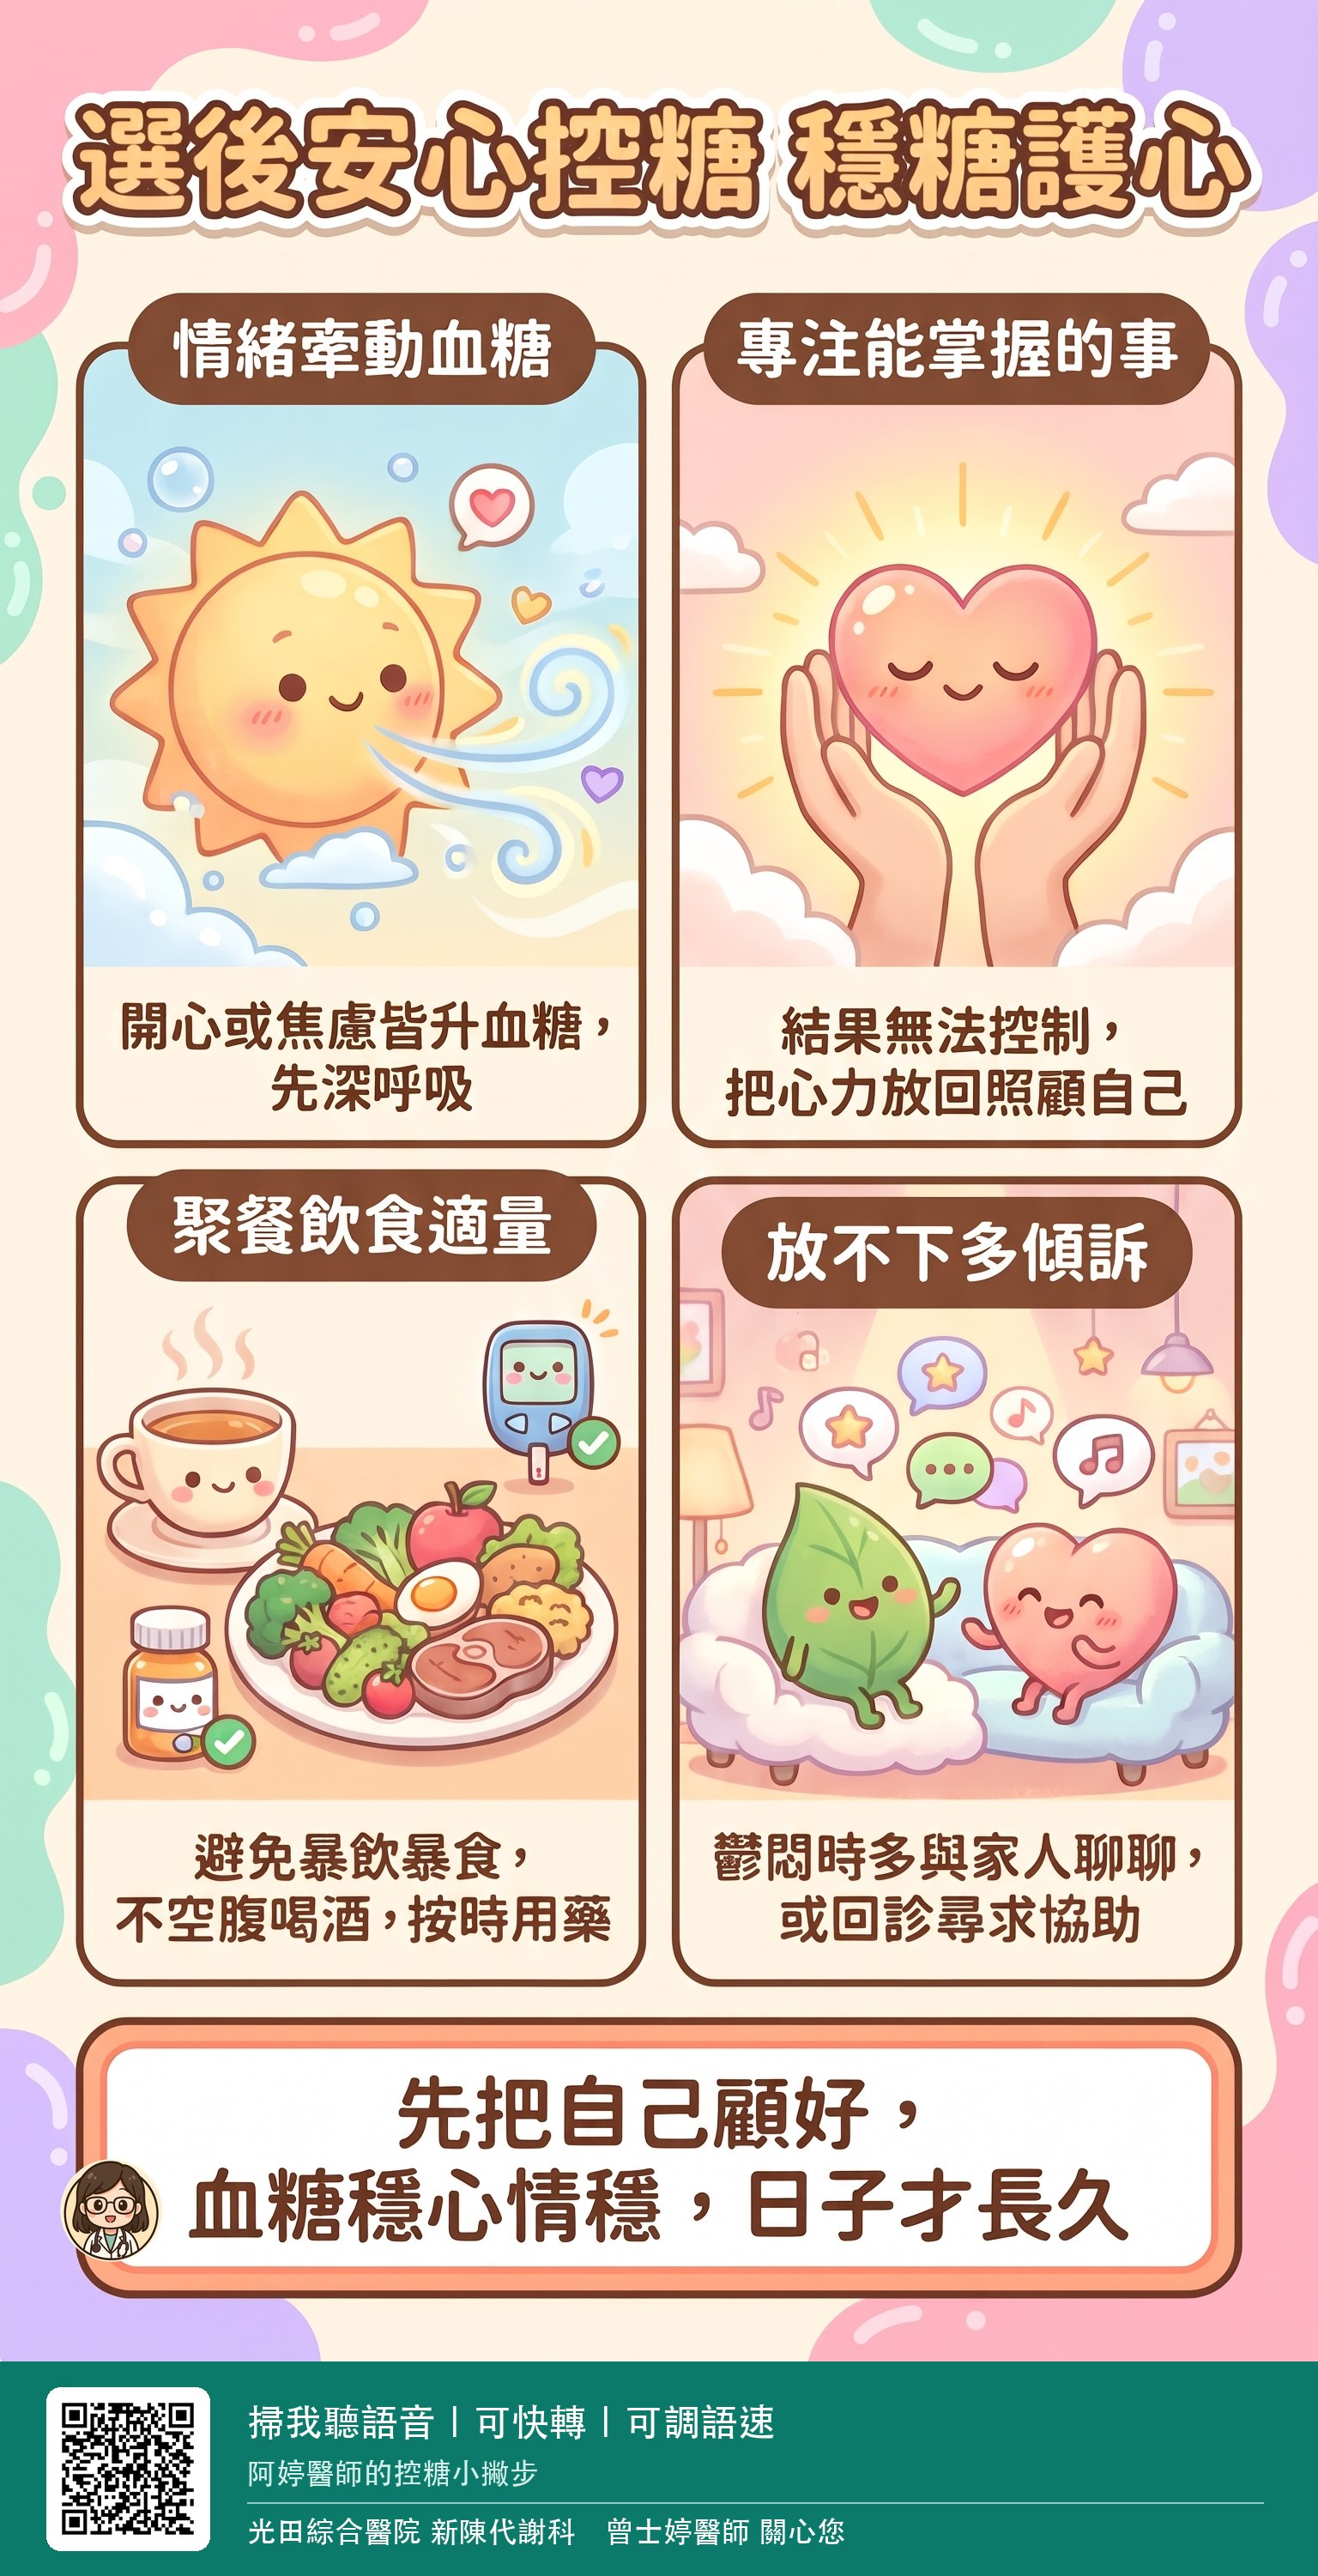 選後安心控糖 穩糖護心
情緒牽動血糖
開心或焦慮皆升血糖，
先深呼吸
專注能掌握的事
結果無法控制，
把心力放回照顧自己
聚餐飲食適量
避免暴飲暴食，
不空腹喝酒，按時用藥
放不下多傾訴
鬱悶時多與家人聊聊，
或回診尋求協助
先把自己顧好，
血糖穩心情穩，日子才長久
掃我聽語音｜可快轉｜可調語速
阿婷醫師的控糖小撇步
光田綜合醫院 新陳代謝科　曾士婷醫師 關心您